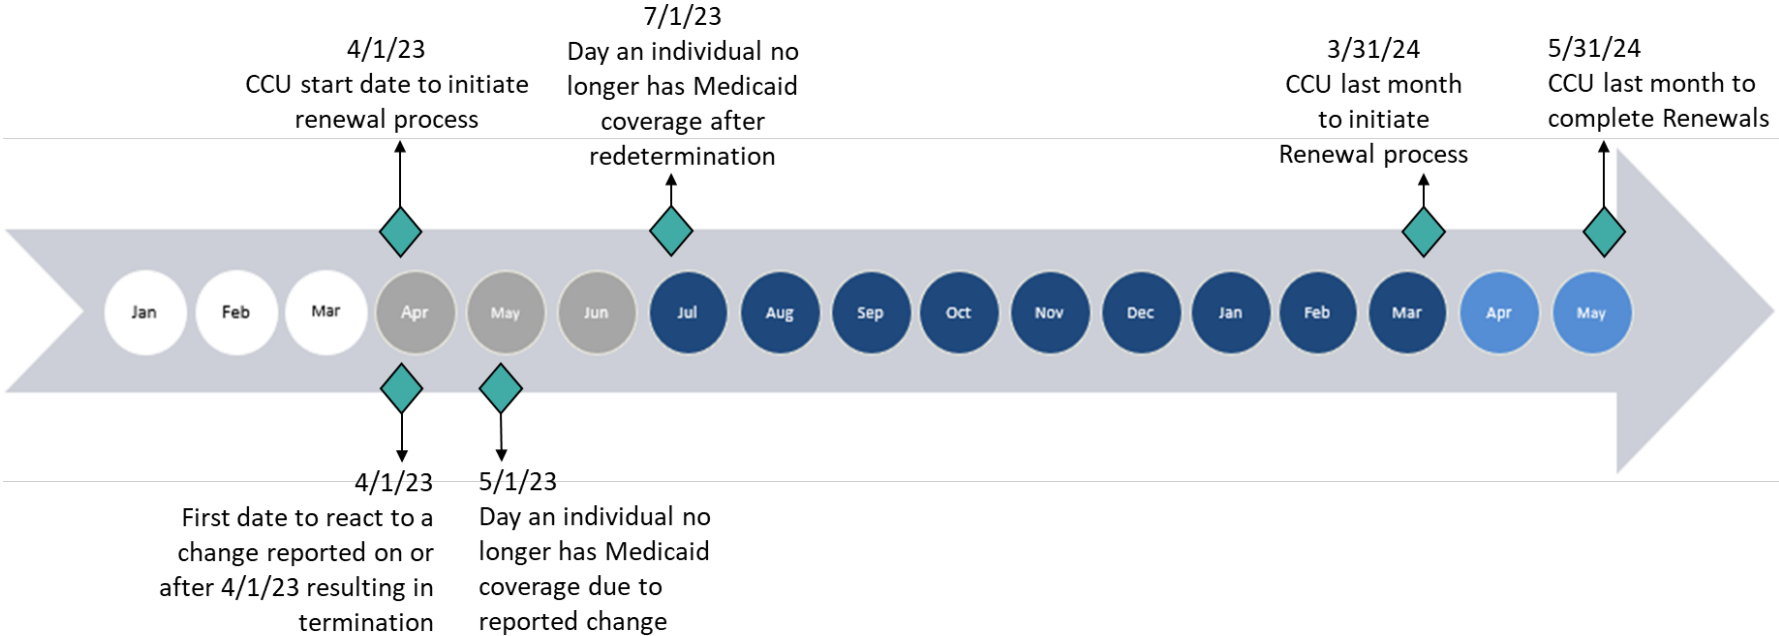 4/1/23
CCU start date to initiate
renewal process
7/1/23
Day an individual no
longer has Medicaid
coverage after
redetermination
3/31/24
CCU last month
to initiate
Renewal process
5/31/24
CCU last month to
complete Renewals
Jan Feb Mar Apr May Jun Jul Aug Sep Oct Nov Dec Jan Feb Mar Apr May
4/1/23
First date to react to a
change reported on or
after 4/1/23 resulting in
termination
5/1/23
Day an individual no
longer has Medicaid
coverage due to
reported change